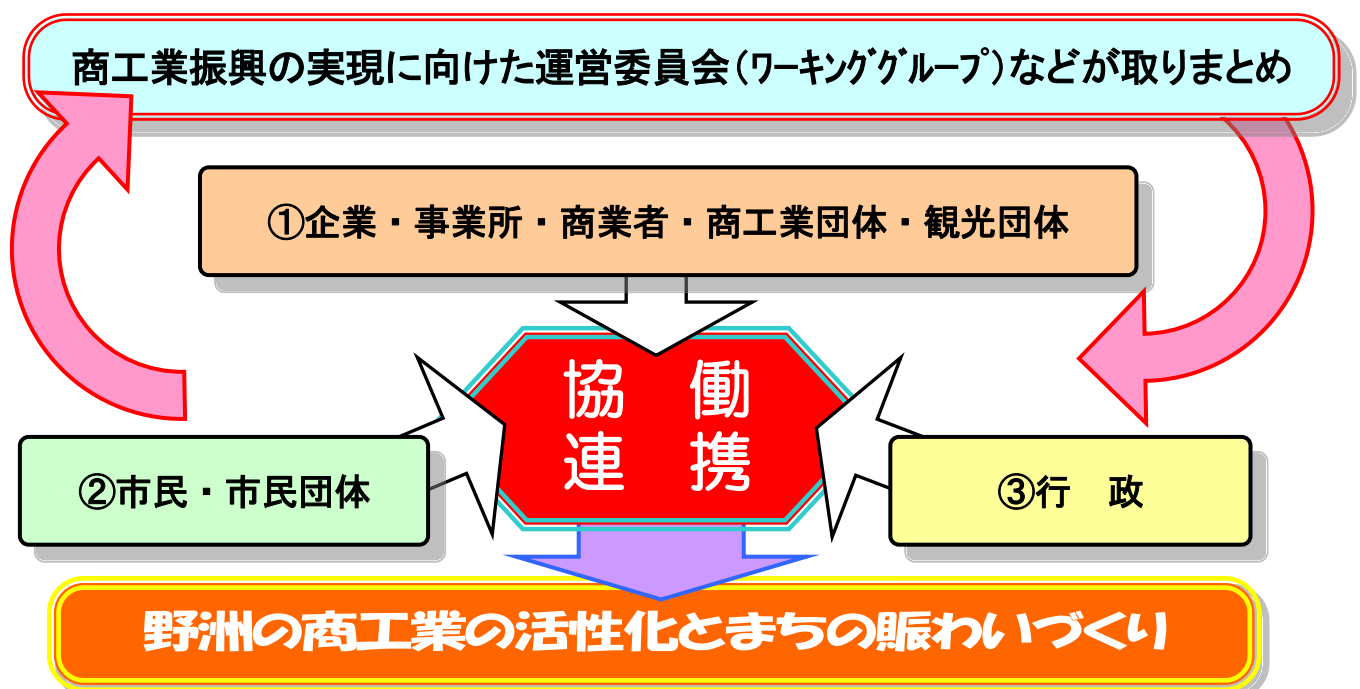 商工業振興の実現に向けた運営委員会(ﾜｰｷﾝｸﾞｸﾞﾙｰﾌﾟ)などが取りまとめ
①企業・事業所・商業者・商工業団体・観光団体
協　働
連　携
②市民・市民団体
③行　政
野洲の商工業の活性化とまちの賑わいづくり